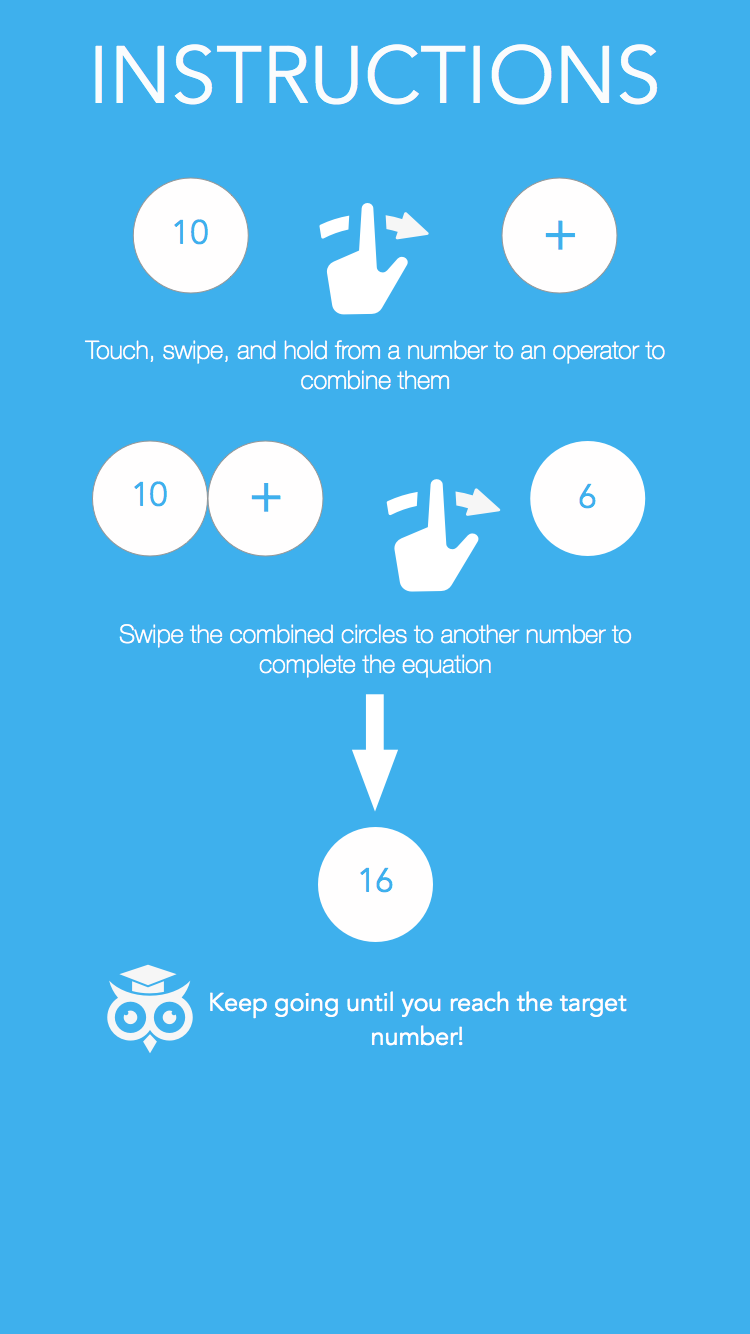 INSTRUCTIONS
10 +
Touch, swipe, and hold from a number to an operator to
combine them
10 + 6
Swipe the combined circles to another number to
complete the equation
16
Keep going until you reach the target
number!